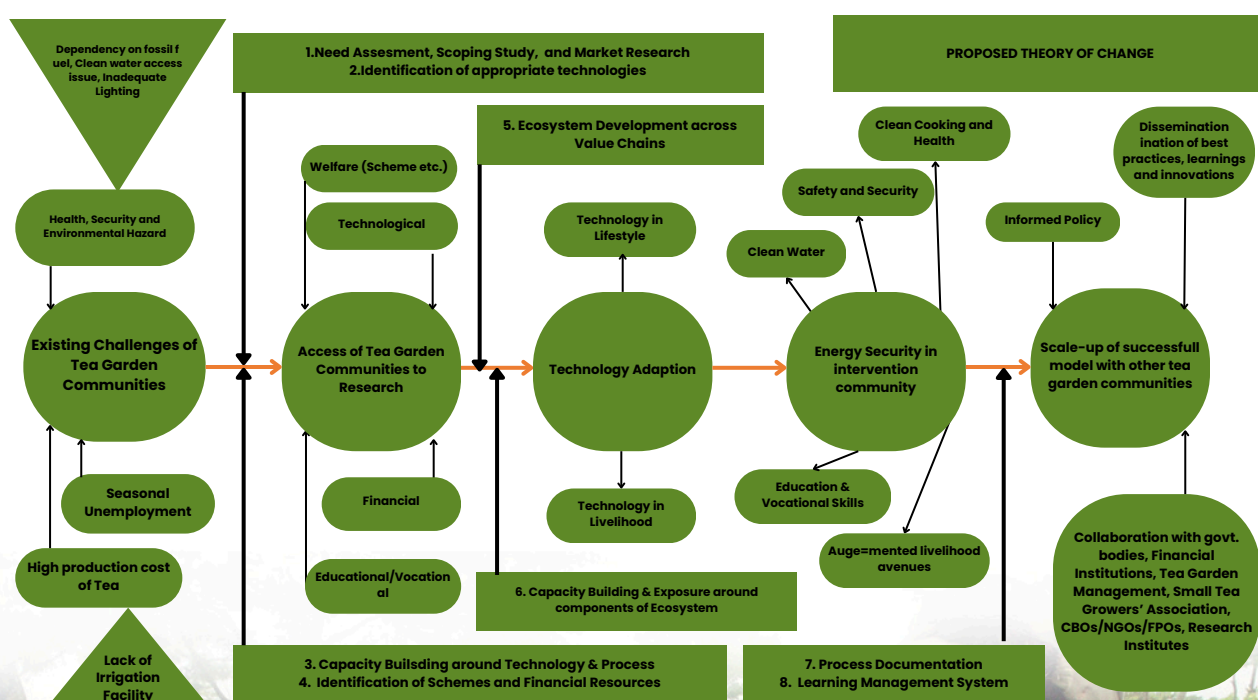 Dependency on fossil f
uel, Clean water access
issue, Inadequate
Lighting
1.Need Assesment, Scoping Study,  and Market Research
2.Identification of appropriate technologies
PROPOSED THEORY OF CHANGE
5. Ecosystem Development across
Value Chains
Clean Cooking and
Health
Dissemination
ination of best
practices, learnings
and innovations
Welfare (Scheme etc.)
Safety and Security
Health, Security and
Environmental Hazard
Technological
Technology in
Lifestyle
Informed Policy
Clean Water
Existing Challenges of
Tea Garden
Communities
Access of Tea Garden
Communities to
Research
Technology Adaption
Energy Security in
intervention
community
Scale-up of successfull
model with other tea
garden communities
Seasonal
Unemployment
Financial
Technology in
Livelihood
Education &
Vocational Skills
Auge=mented livelihood
avenues
High production cost
of Tea
Educational/Vocation
al
6. Capacity Building & Exposure around
components of Ecosystem
Collaboration with govt.
bodies, Financial
Institutions, Tea Garden
Management, Small Tea
Growers’ Association,
CBOs/NGOs/FPOs, Research
Institutes
Lack of
Irrigation
Facility
3. Capacity Builsding around Technology & Process
4.  Identification of Schemes and Financial Resources
7. Process Documentation
8.  Learning Management System